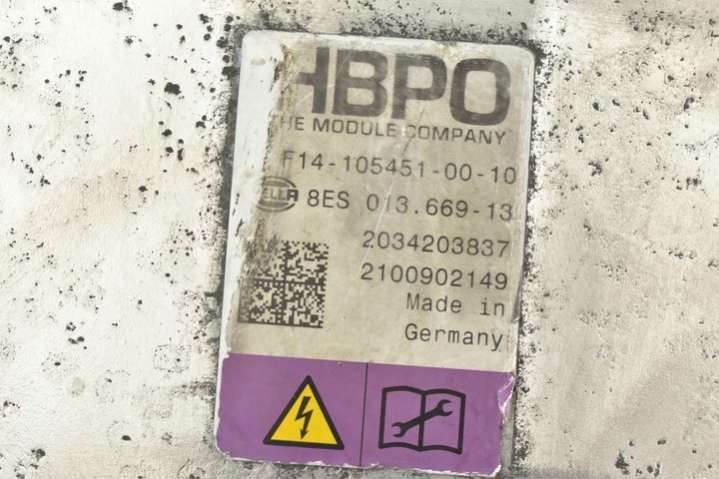 HBPO
THE MODULE COMPANY
F14-105451-00-10
HELLA 8ES 013.669-13
2034203837
2100902149
Made in
Germany